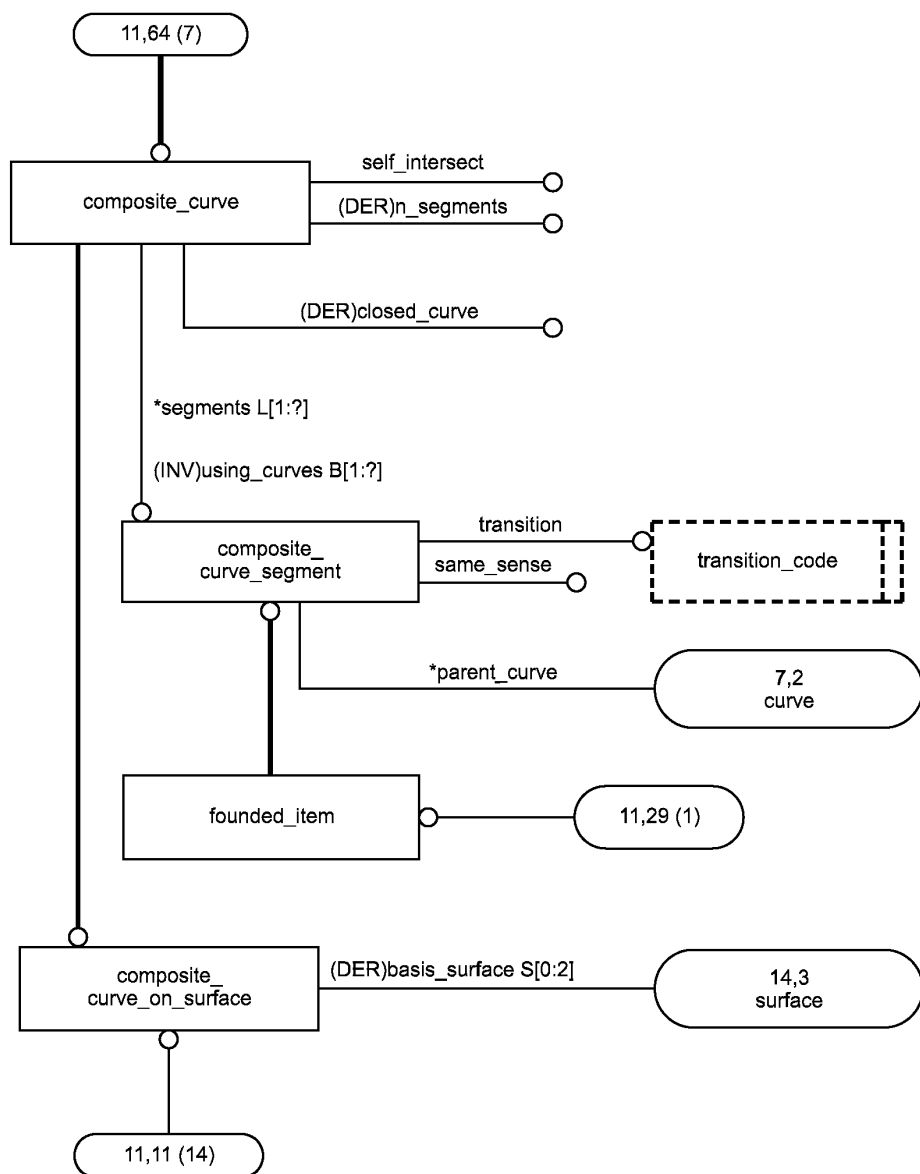 11,64 (7)
self_intersect
composite_curve
(DER)n_segments
(DER)closed_curve
*segments L[1:?]
(INV)using_curves B[1:?]
transition
composite_
curve_segment
transition_code
same_sense
*parent_curve
7,2
curve
founded_item
11,29 (1)
composite_
curve_on_surface
(DER)basis_surface S[0:2]
14,3
surface
11,11 (14)